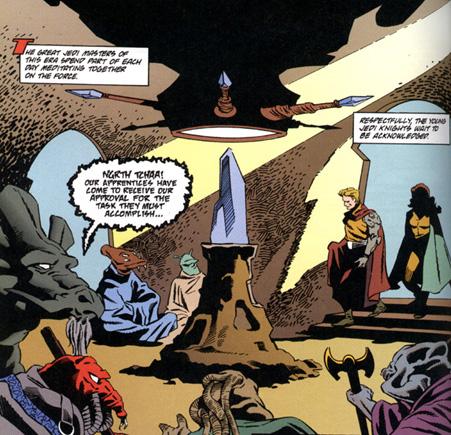 THE GREAT JEDI MASTERS OF
THIS ERA SPEND PART OF EACH
DAY MEDITATING TOGETHER
ON THE FORCE.
RESPECTFULLY, THE YOUNG
JEDI KNIGHTS WAIT TO
BE ACKNOWLEDGED.
NGRTH TCHAA!
OUR APPRENTICES HAVE
COME TO RECEIVE OUR
APPROVAL FOR THE
TASK THEY MUST
ACCOMPLISH...